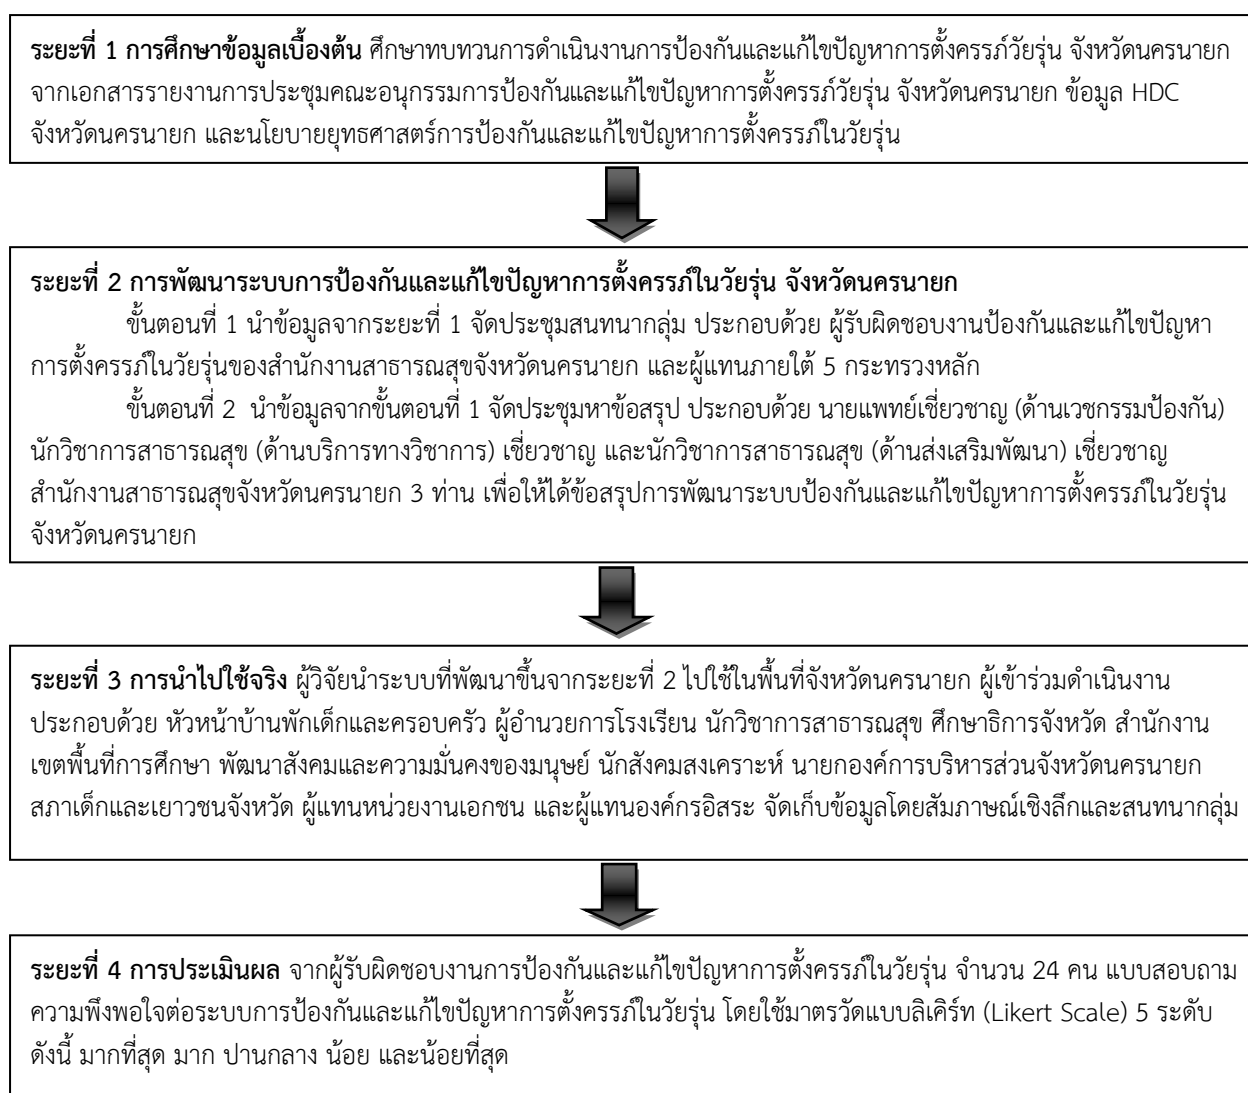 ระยะที่ 1 การศึกษาข้อมูลเบื้องต้น ศึกษาทบทวนการดำเนินงานการป้องกันและแก้ไขปัญหาการตั้งครรภ์วัยรุ่น จังหวัดนครนายก
จากเอกสารรายงานการประชุมคณะอนุกรรมการป้องกันและแก้ไขปัญหาการตั้งครรภ์วัยรุ่น จังหวัดนครนายก ข้อมูล HDC
จังหวัดนครนายก และนโยบายยุทธศาสตร์การป้องกันและแก้ไขปัญหาการตั้งครรภ์ในวัยรุ่น
ระยะที่ 2 การพัฒนาระบบการป้องกันและแก้ไขปัญหาการตั้งครรภ์ในวัยรุ่น จังหวัดนครนายก
ขั้นตอนที่ 1 นำข้อมูลจากระยะที่ 1 จัดประชุมสนทนากลุ่ม ประกอบด้วย ผู้รับผิดชอบงานป้องกันและแก้ไขปัญหา
การตั้งครรภ์ในวัยรุ่นของสำนักงานสาธารณสุขจังหวัดนครนายก และผู้แทนภายใต้ 5 กระทรวงหลัก
ขั้นตอนที่ 2 นำข้อมูลจากขั้นตอนที่ 1 จัดประชุมหาข้อสรุป ประกอบด้วย นายแพทย์เชี่ยวชาญ (ด้านเวชกรรมป้องกัน)
นักวิชาการสาธารณสุข (ด้านบริการทางวิชาการ) เชี่ยวชาญ และนักวิชาการสาธารณสุข (ด้านส่งเสริมพัฒนา) เชี่ยวชาญ
สำนักงานสาธารณสุขจังหวัดนครนายก 3 ท่าน เพื่อให้ได้ข้อสรุปการพัฒนาระบบป้องกันและแก้ไขปัญหาการตั้งครรภ์ในวัยรุ่น
จังหวัดนครนายก
ระยะที่ 3 การนำไปใช้จริง ผู้วิจัยนำระบบที่พัฒนาขึ้นจากระยะที่ 2 ไปใช้ในพื้นที่จังหวัดนครนายก ผู้เข้าร่วมดำเนินงาน
ประกอบด้วย หัวหน้าบ้านพักเด็กและครอบครัว ผู้อำนวยการโรงเรียน นักวิชาการสาธารณสุข ศึกษาธิการจังหวัด สำนักงาน
เขตพื้นที่การศึกษา พัฒนาสังคมและความมั่นคงของมนุษย์ นักสังคมสงเคราะห์ นายกองค์การบริหารส่วนจังหวัดนครนายก
สภาเด็กและเยาวชนจังหวัด ผู้แทนหน่วยงานเอกชน และผู้แทนองค์กรอิสระ จัดเก็บข้อมูลโดยสัมภาษณ์เชิงลึกและสนทนากลุ่ม
ระยะที่ 4 การประเมินผล จากผู้รับผิดชอบงานการป้องกันและแก้ไขปัญหาการตั้งครรภ์ในวัยรุ่น จำนวน 24 คน แบบสอบถาม
ความพึงพอใจต่อระบบการป้องกันและแก้ไขปัญหาการตั้งครรภ์ในวัยรุ่น โดยใช้มาตรวัดแบบลิเคิร์ท (Likert Scale) 5 ระดับ
ดังนี้ มากที่สุด มาก ปานกลาง น้อย และน้อยที่สุด